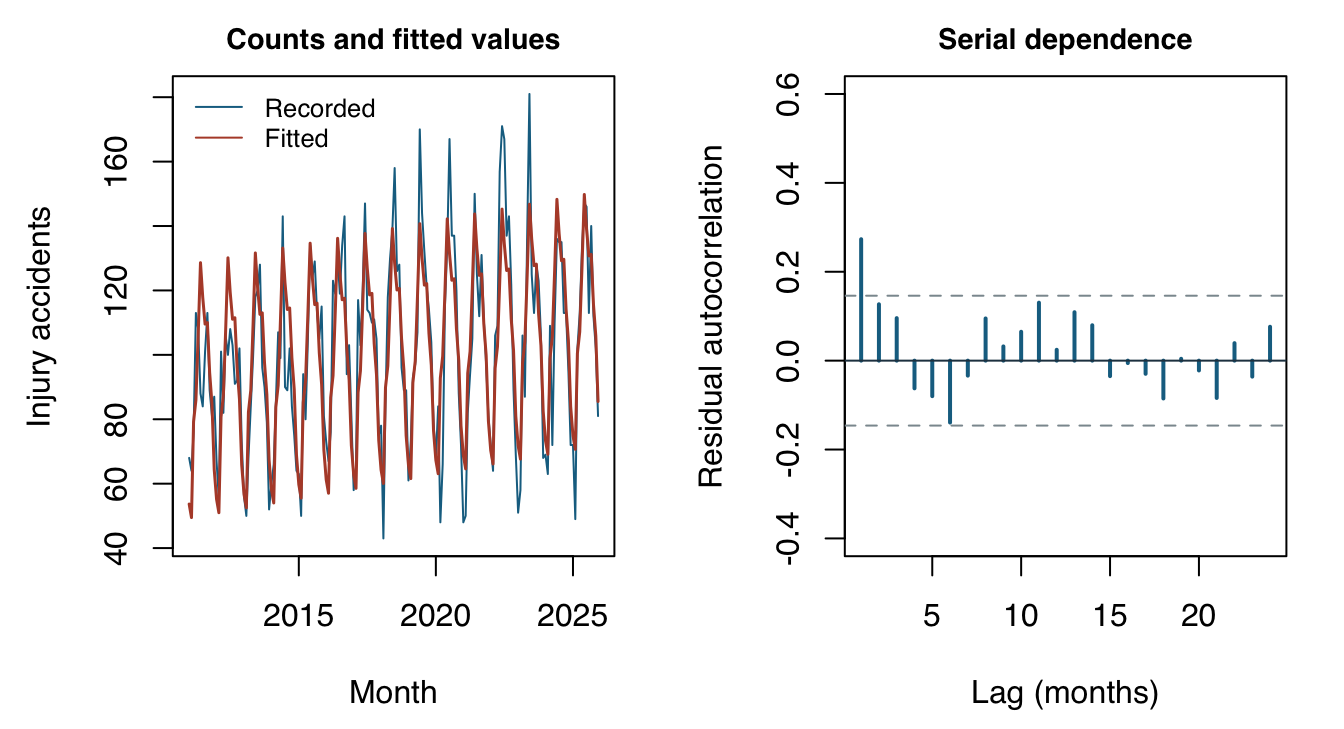 Counts and fitted values
Recorded
Fitted
Injury accidents
160
120
80
60
40
2015 2020 2025
Month
Serial dependence
Residual autocorrelation
0.6
0.4
0.2
0.0
-0.2
-0.4
5 10 15 20
Lag (months)